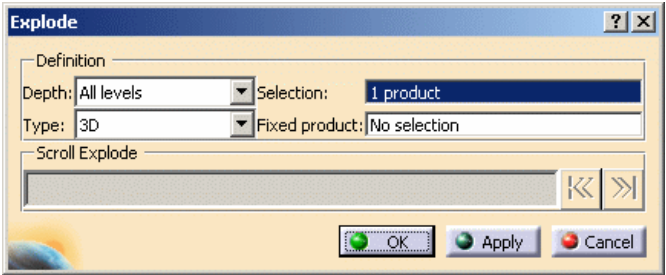 Explode
Definition
Depth: All levels Selection: 1 product
Type: 3D Fixed product: No selection
Scroll Explode
OK Apply Cancel